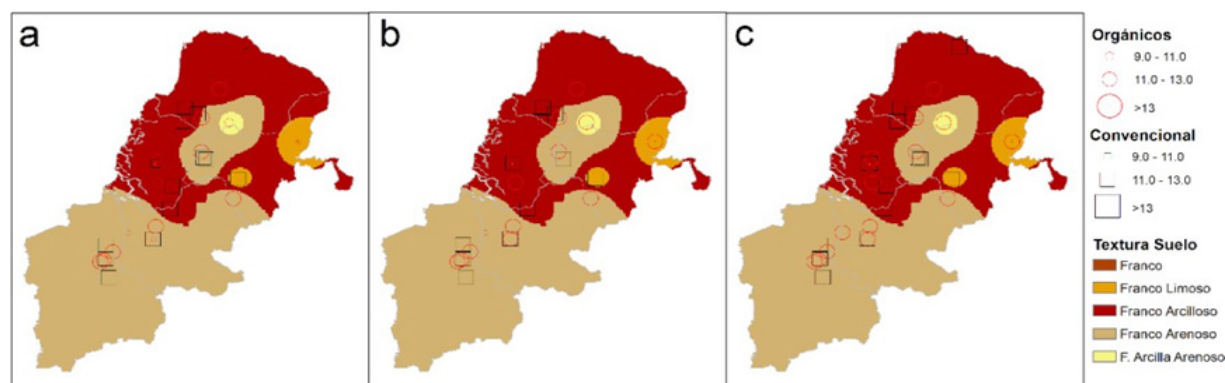 a
b
c
Orgánicos
9.0 - 11.0
11.0 - 13.0
>13
Convencional
9.0 - 11.0
11.0 - 13.0
>13
Textura Suelo
Franco
Franco Limoso
Franco Arcilloso
Franco Arenoso
F. Arcilla Arenoso